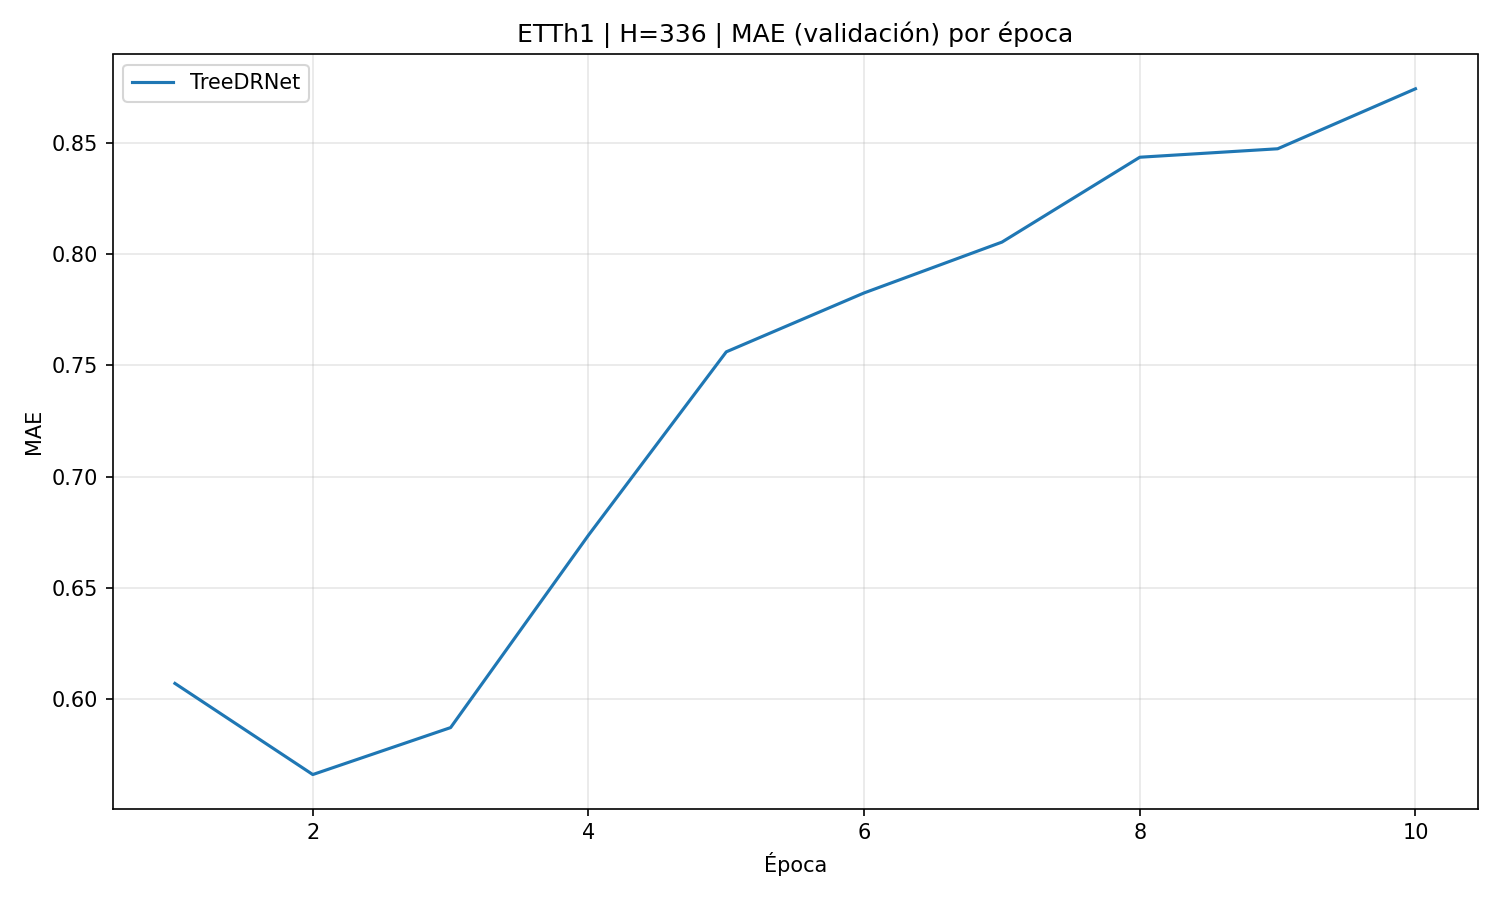 ETTh1 | H=336 | MAE (validación) por época
TreeDRNet
0.85
0.80
0.75
0.70
0.65
0.60
MAE
2 4 6 8 10
Época